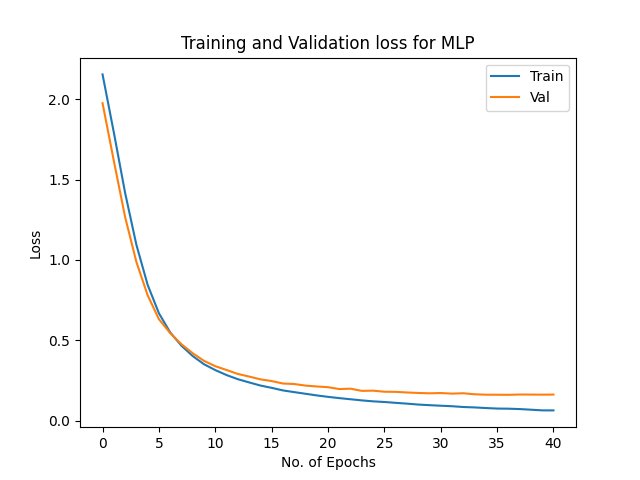 Training and Validation loss for MLP
Train
Val
2.0
1.5
1.0
0.5
0.0
Loss
0 5 10 15 20 25 30 35 40
No. of Epochs